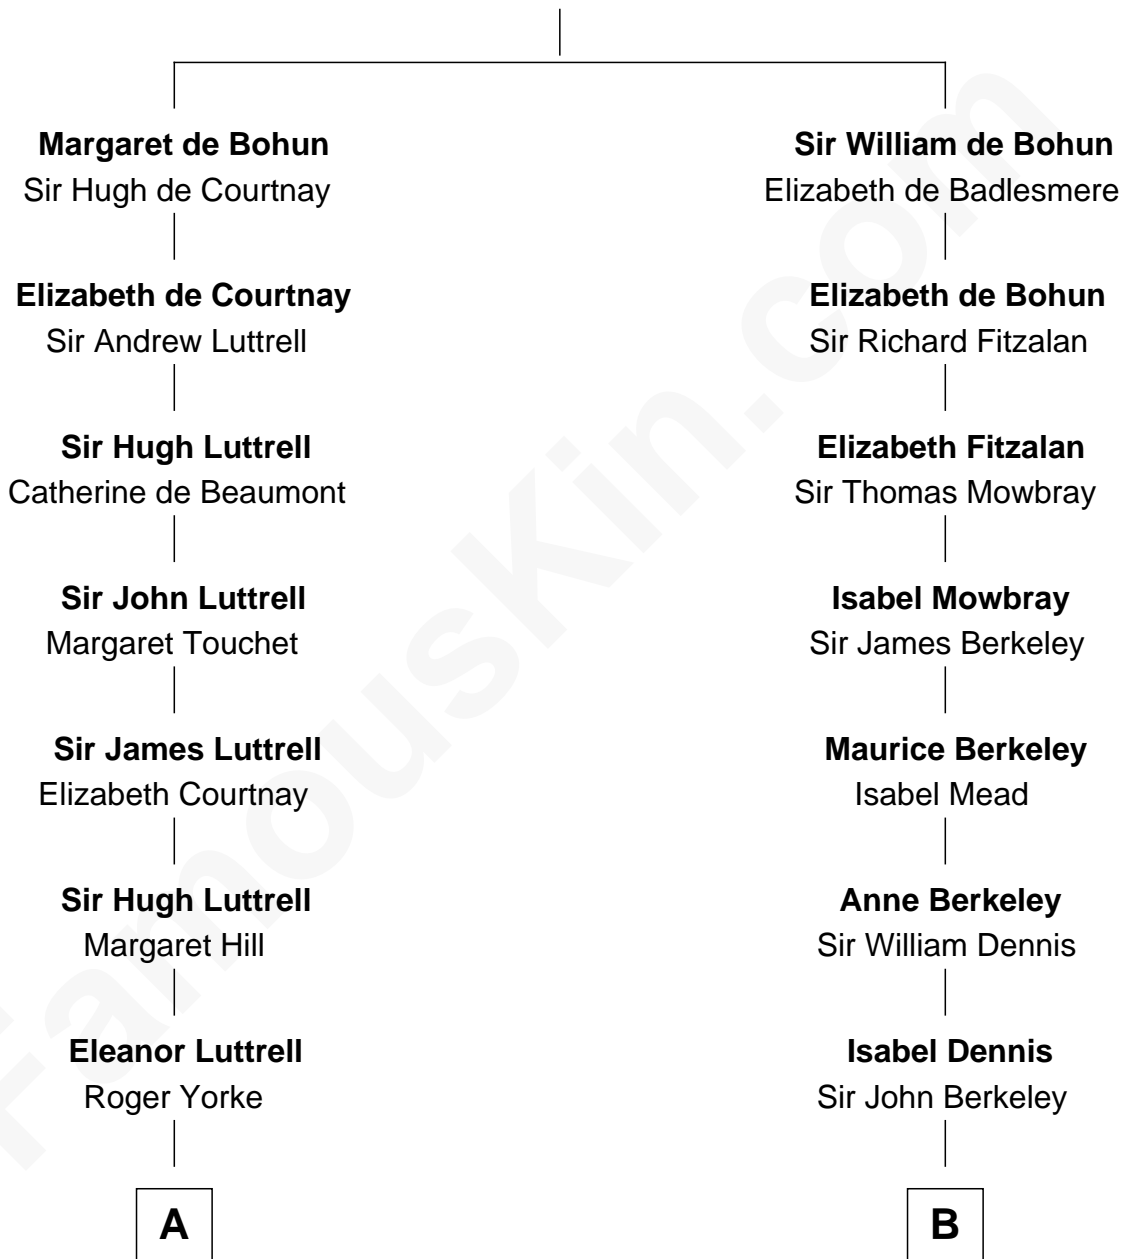 Margaret de Bohun
Sir Hugh de Courtnay
Sir William de Bohun
Elizabeth de Badlesmere
Elizabeth de Courtnay
Sir Andrew Luttrell
Elizabeth de Bohun
Sir Richard Fitzalan
Sir Hugh Luttrell
Catherine de Beaumont
Elizabeth Fitzalan
Sir Thomas Mowbray
Sir John Luttrell
Margaret Touchet
Isabel Mowbray
Sir James Berkeley
Sir James Luttrell
Elizabeth Courtnay
Maurice Berkeley
Isabel Mead
Sir Hugh Luttrell
Margaret Hill
Anne Berkeley
Sir William Dennis
Eleanor Luttrell
Roger Yorke
Isabel Dennis
Sir John Berkeley
A
B
FamousKin.com